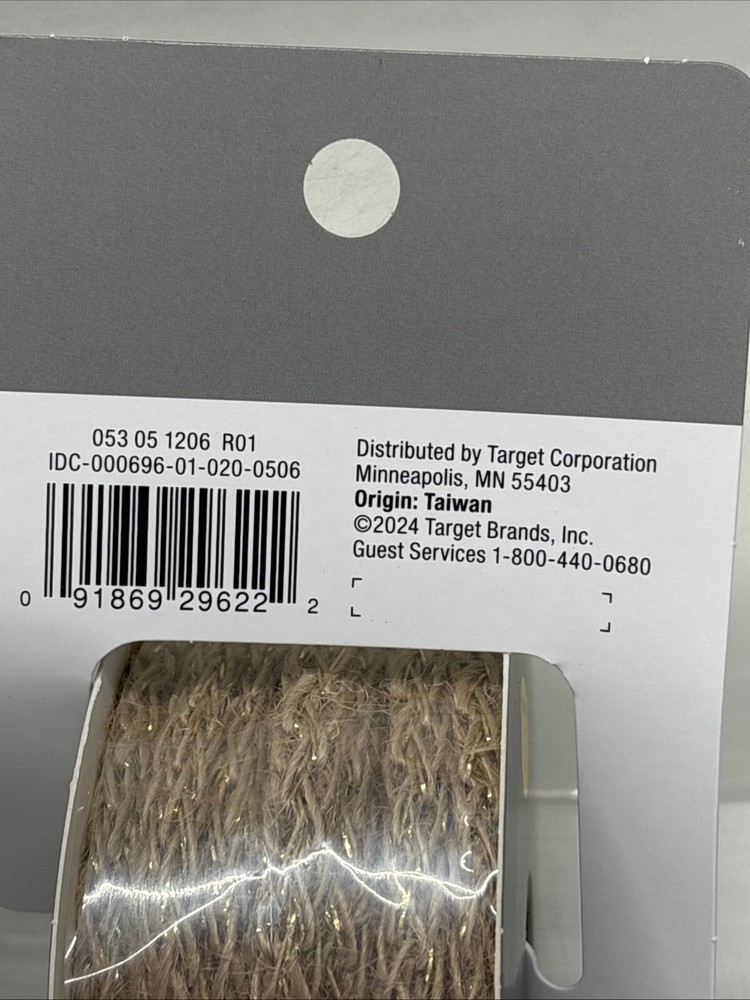 053 05 1206 R01
IDC-000696-01-020-0506
0 91869 29622 2
Distributed by Target Corporation
Minneapolis, MN 55403
Origin: Taiwan
©2024 Target Brands, Inc.
Guest Services 1-800-440-0680